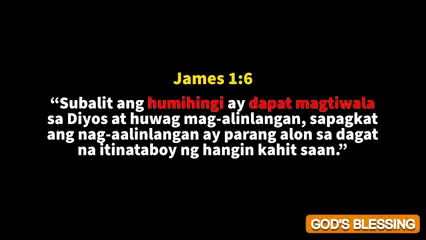 James 1:6
“Subalit ang humihingi ay dapat magtiwala
sa Diyos at huwag mag-alinlangan, sapagkat
ang nag-aalinlangan ay parang alon sa dagat
na itinataboy ng hangin kahit saan.”
GOD'S BLESSING